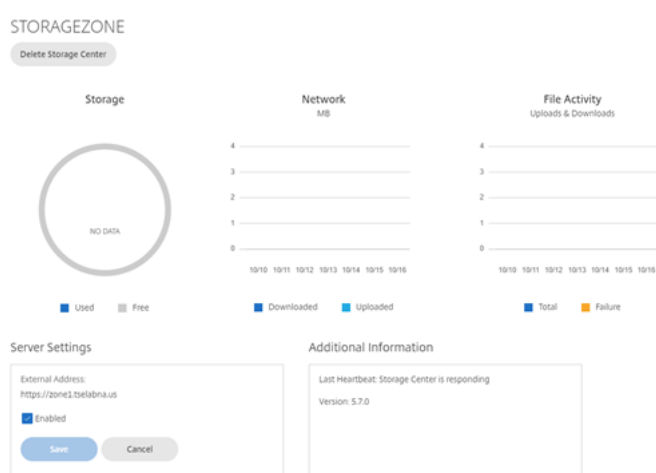 STORAGEZONE
Delete Storage Center
Storage
NO DATA
Used Free
Network
MB
4
3
2
1
0
10/10 10/11 10/12 10/13 10/14 10/15 10/16
Downloaded Uploaded
File Activity
Uploads & Downloads
4
3
2
1
0
10/10 10/11 10/12 10/13 10/14 10/15 10/16
Total Failure
Server Settings
External Address:
https://zone1.tselabna.us
Enabled
Save Cancel
Additional Information
Last Heartbeat: Storage Center is responding
Version: 5.7.0